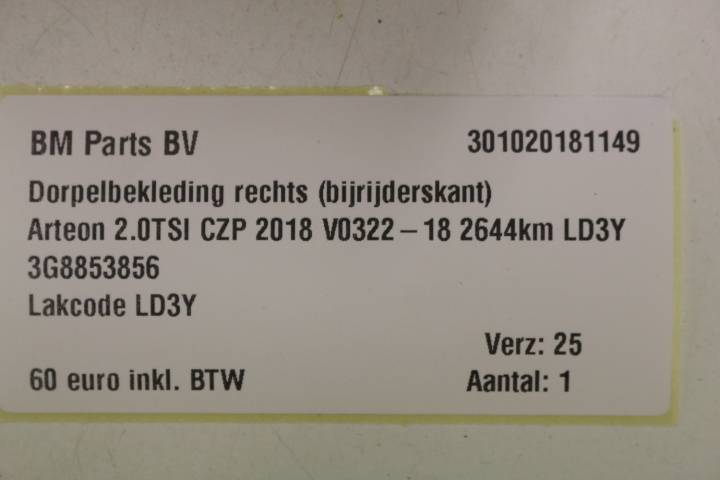 BM Parts BV 301020181149
Dorpelbekleding rechts (bijrijderskant)
Arteon 2.0TSI CZP 2018 V0322 – 18 2644km LD3Y
3G8853856
Lakcode LD3Y
Verz: 25
60 euro inkl. BTW Aantal: 1